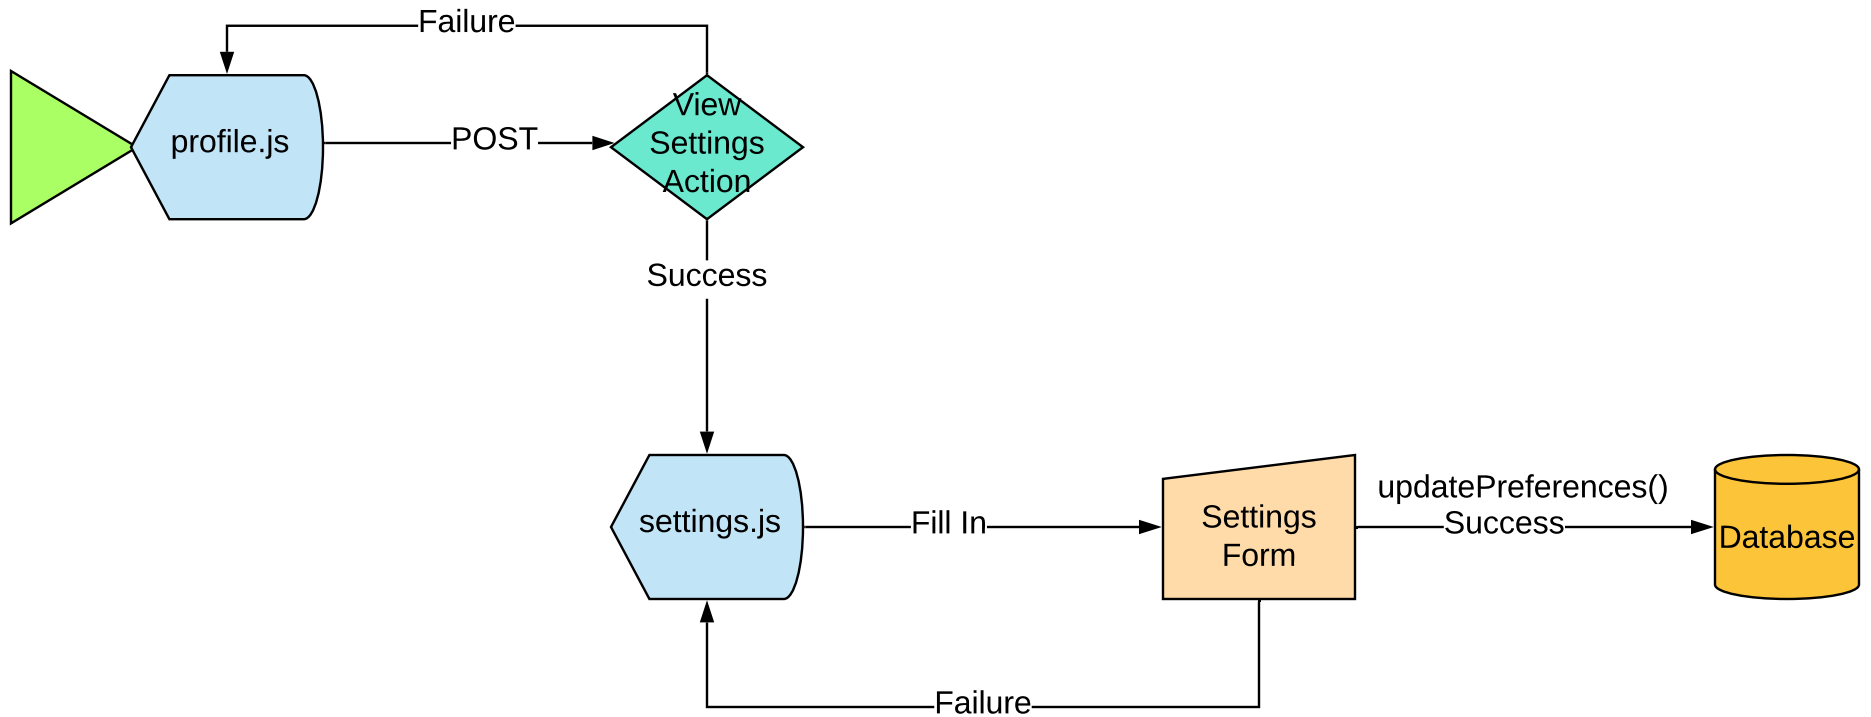 Failure
profile.js
POST
View
Settings
Action
Success
settings.js
Fill In
Settings
Form
updatePreferences()
Success
Database
Failure